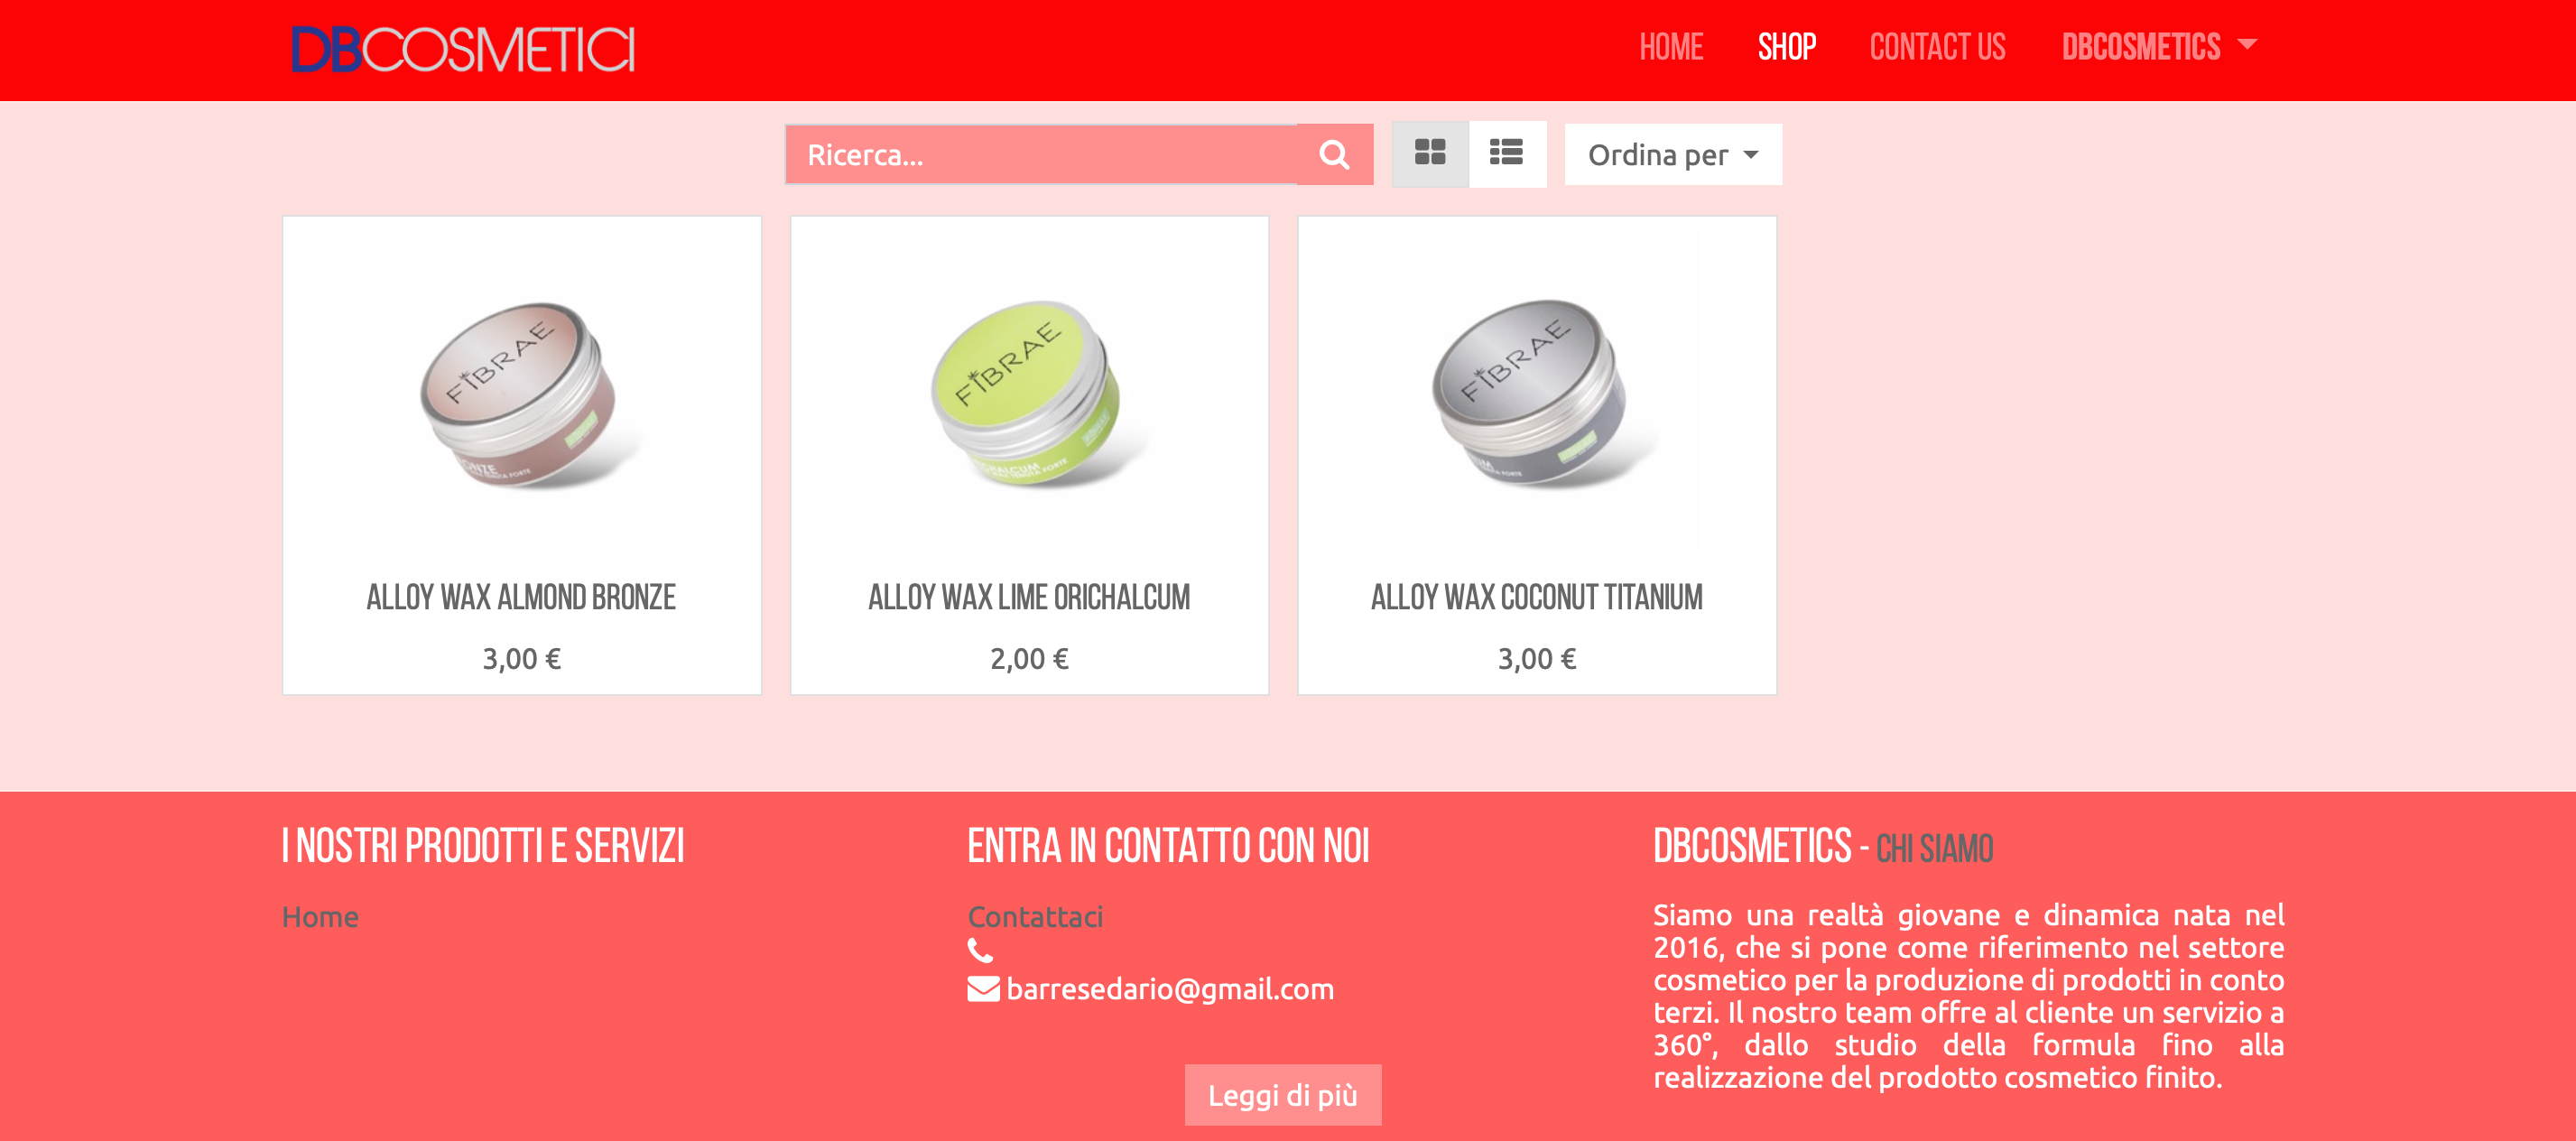 DBCOSMETICI
HOME SHOP CONTACT US DBCOSMETICS
Ricerca...
Ordina per
FIBRAE
FIBRAE
FIBRAE
ALLOY WAX ALMOND BRONZE
3,00 €
ALLOY WAX LIME ORICHALCUM
2,00 €
ALLOY WAX COCONUT TITANIUM
3,00 €
I NOSTRI PRODOTTI E SERVIZI
Home
ENTRA IN CONTATTO CON NOI
Contattaci
barresedario@gmail.com
Leggi di più
DBCOSMETICS - CHI SIAMO
Siamo una realtà giovane e dinamica nata nel
2016, che si pone come riferimento nel settore
cosmetico per la produzione di prodotti in conto
terzi. Il nostro team offre al cliente un servizio a
360°, dallo studio della formula fino alla
realizzazione del prodotto cosmetico finito.